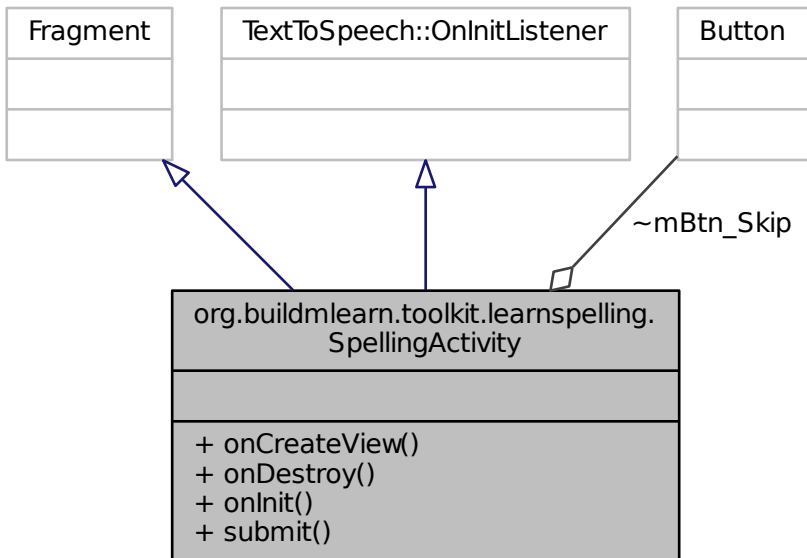 Fragment
TextToSpeech::OnInitListener
Button
~mBtn_Skip
org.buildmlearn.toolkit.learnspelling.
SpellingActivity
+ onCreateView()
+ onDestroy()
+ onInit()
+ submit()